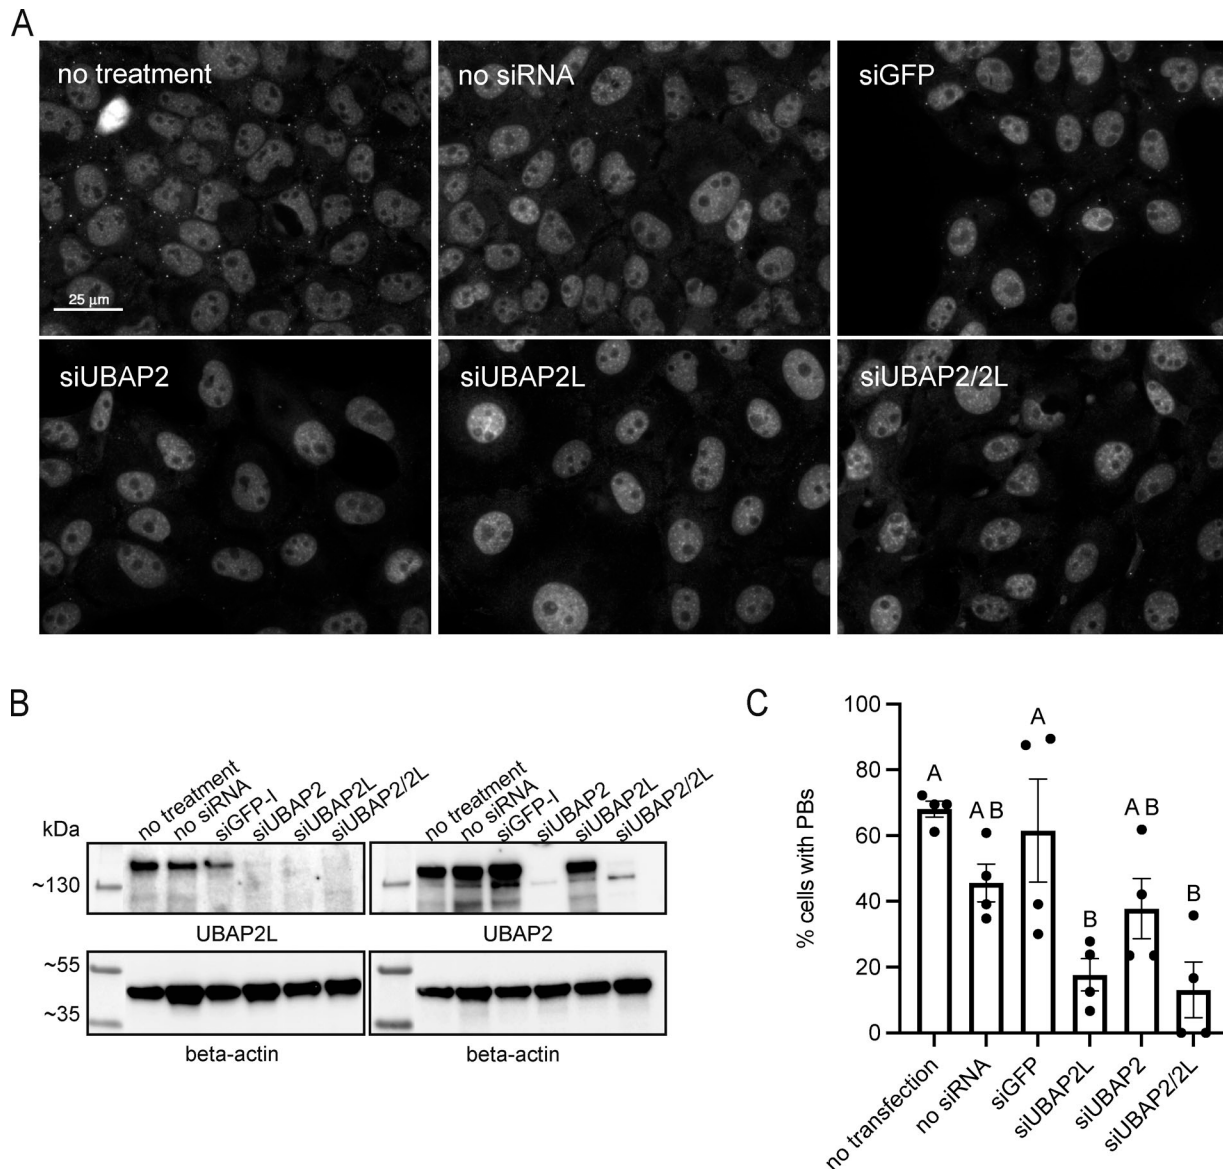 A
no treatment
no siRNA
siGFP
25 μm
siUBAP2
siUBAP2L
siUBAP2/2L
B
kDa
no treatment
no siRNA
siGFP-I
siUBAP2
siUBAP2L
siUBAP2/2L
no treatment
no siRNA
siGFP-I
siUBAP2
siUBAP2L
siUBAP2/2L
~130
UBAP2L
UBAP2
~55
~35
beta-actin
beta-actin
C
% cells with PBs
100
80
60
40
20
0
A
A B
A
B
A B
B
no transfection
no siRNA
siGFP
siUBAP2L
siUBAP2
siUBAP2/2L